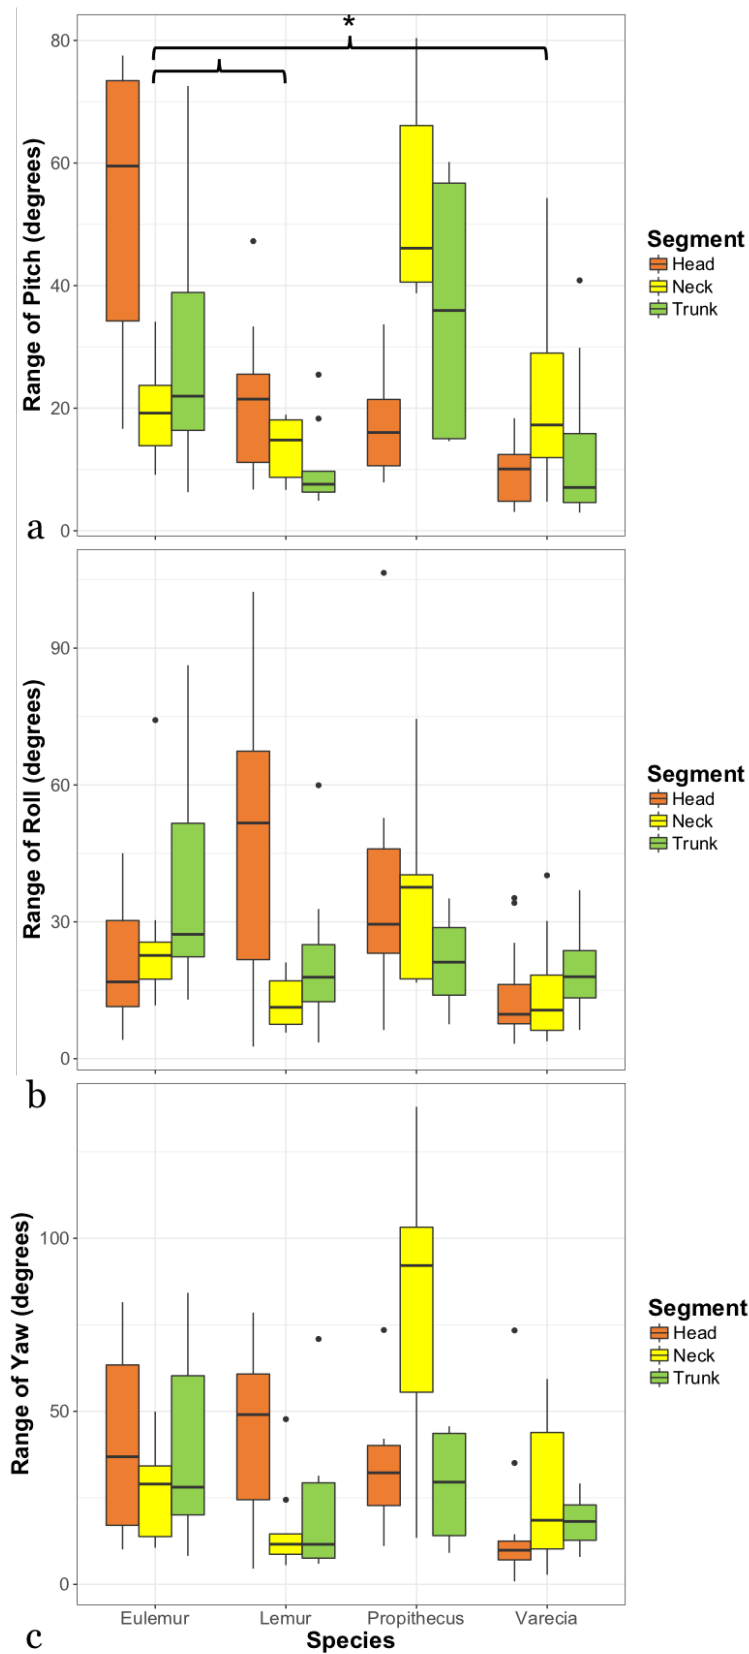 *
80
60
40
20
0
Range of Pitch (degrees)
Segment
Head
Neck
Trunk
a
90
60
30
0
Range of Roll (degrees)
Segment
Head
Neck
Trunk
b
100
50
0
Range of Yaw (degrees)
Segment
Head
Neck
Trunk
Eulemur Lemur Propithecus Varecia
Species
c